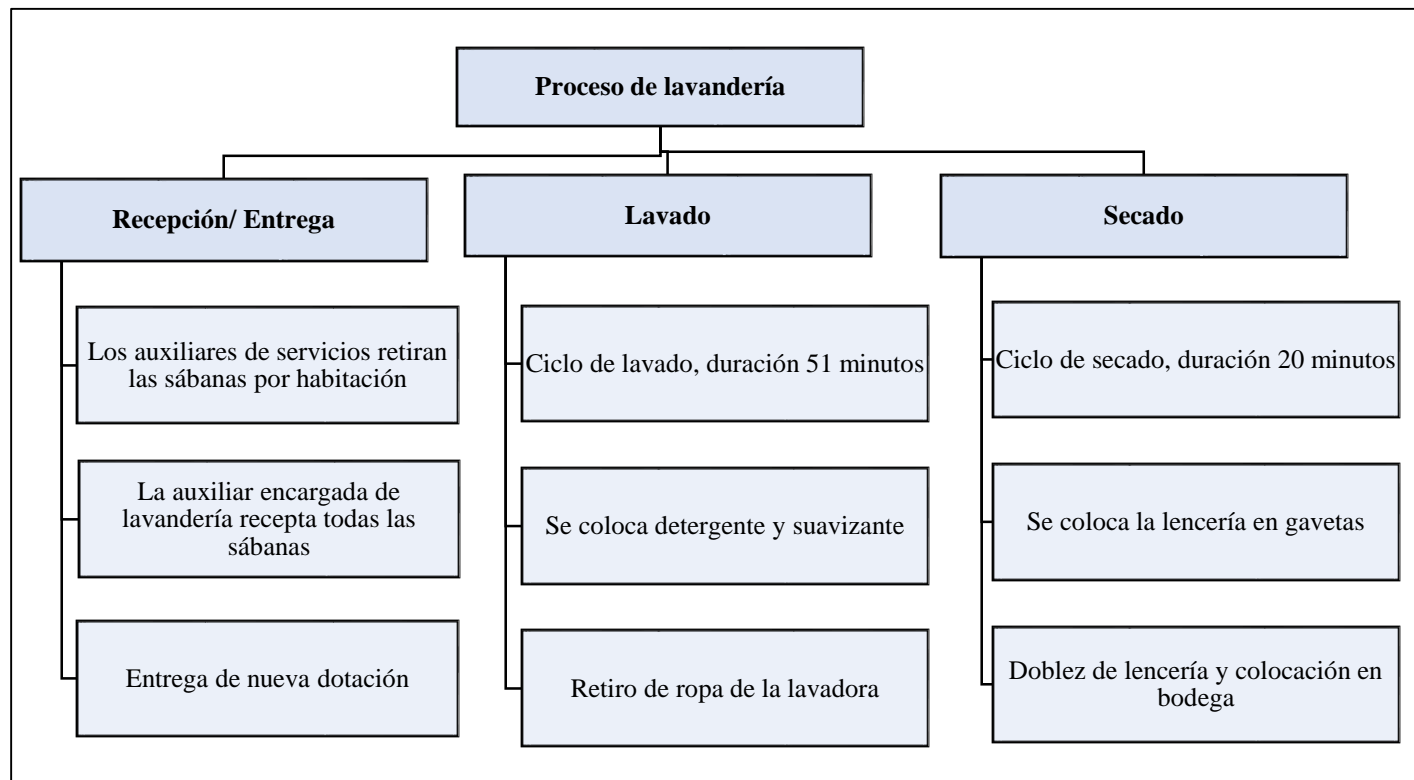 Proceso de lavandería
Recepción/ Entrega
Los auxiliares de servicios retiran
las sábanas por habitación
La auxiliar encargada de
lavandería recepta todas las
sábanas
Entrega de nueva dotación
Lavado
Ciclo de lavado, duración 51 minutos
Se coloca detergente y suavizante
Retiro de ropa de la lavadora
Secado
Ciclo de secado, duración 20 minutos
Se coloca la lencería en gavetas
Doblez de lencería y colocación en
bodega